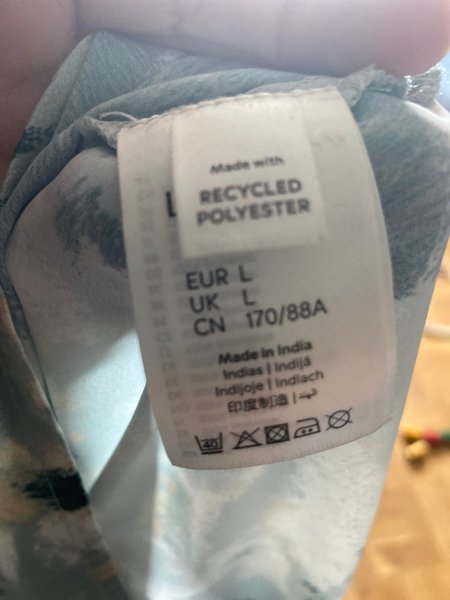 Made with
RECYCLED
POLYESTER
L
EUR L
UK L
CN 170/88A
Made in India
Indias | Indijā
Indijoje | Indiach
印度制造 |
40